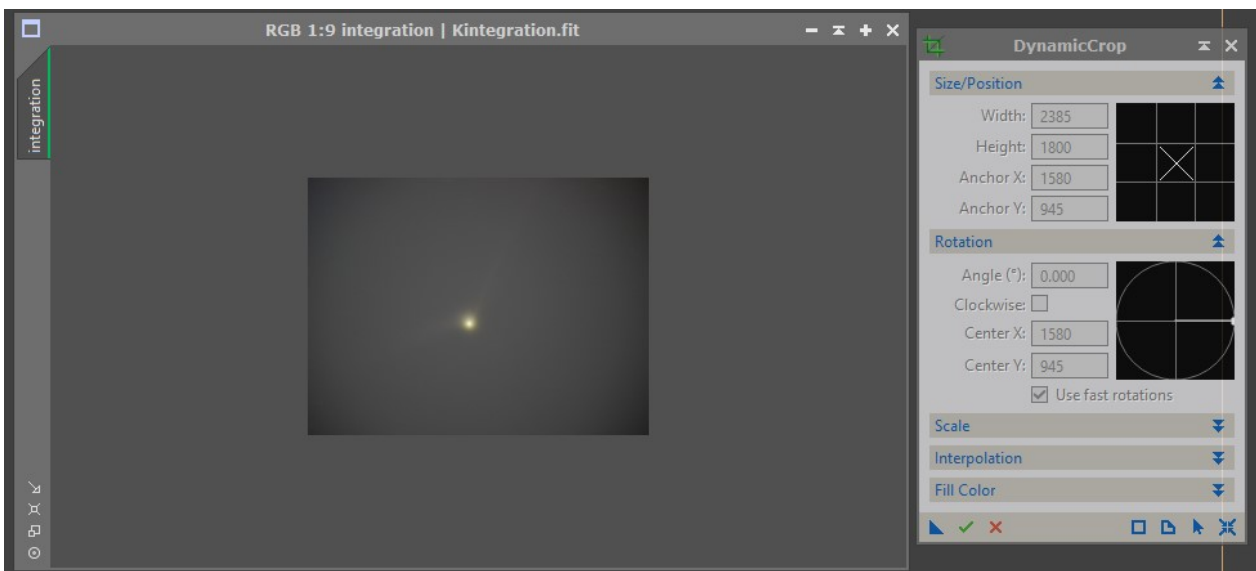 RGB 1:9 integration | Kintegration.fit
integration
DynamicCrop
Size/Position
Width: 2385
Height: 1800
Anchor X: 1580
Anchor Y: 945
Rotation
Angle (°): 0.000
Clockwise:
Center X: 1580
Center Y: 945
Use fast rotations
Scale
Interpolation
Fill Color